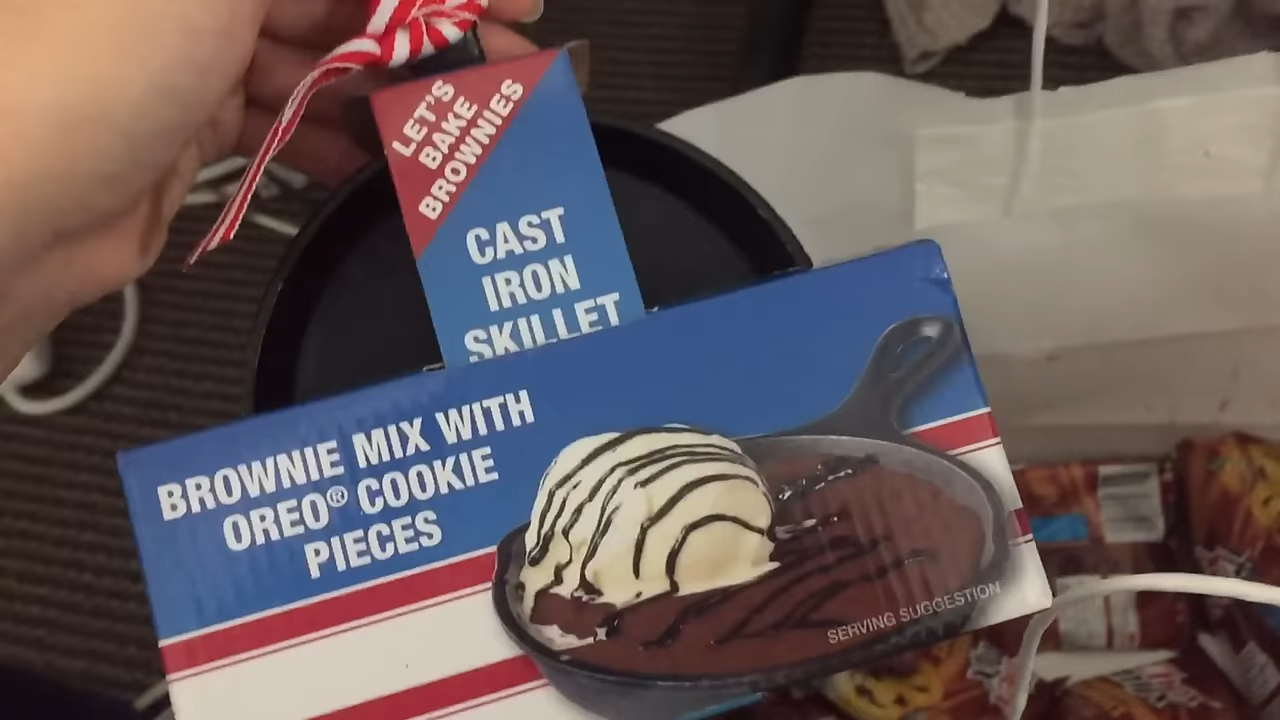 LET'S
BAKE
BROWNIES
CAST
IRON
SKILLET
BROWNIE MIX WITH
OREO® COOKIE
PIECES
SERVING SUGGESTION